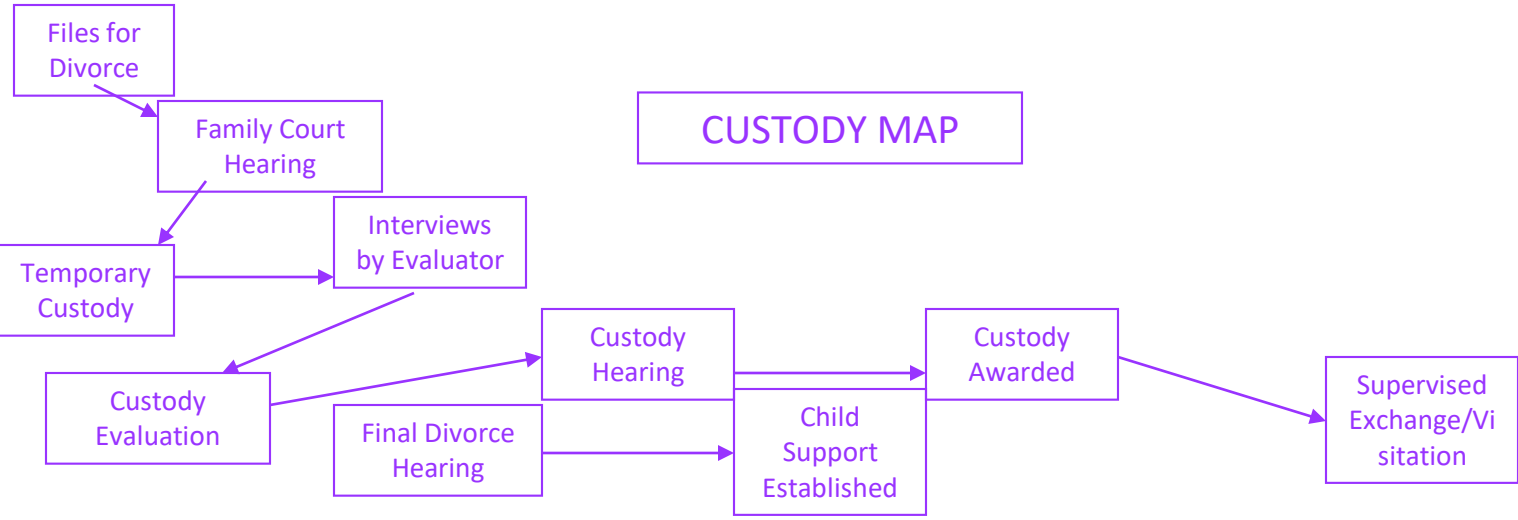 Files for
Divorce
Family Court
Hearing
CUSTODY MAP
Interviews
by Evaluator
Temporary
Custody
Custody
Hearing
Custody
Awarded
Custody
Evaluation
Final Divorce
Hearing
Child
Support
Established
Supervised
Exchange/Vi
sitation